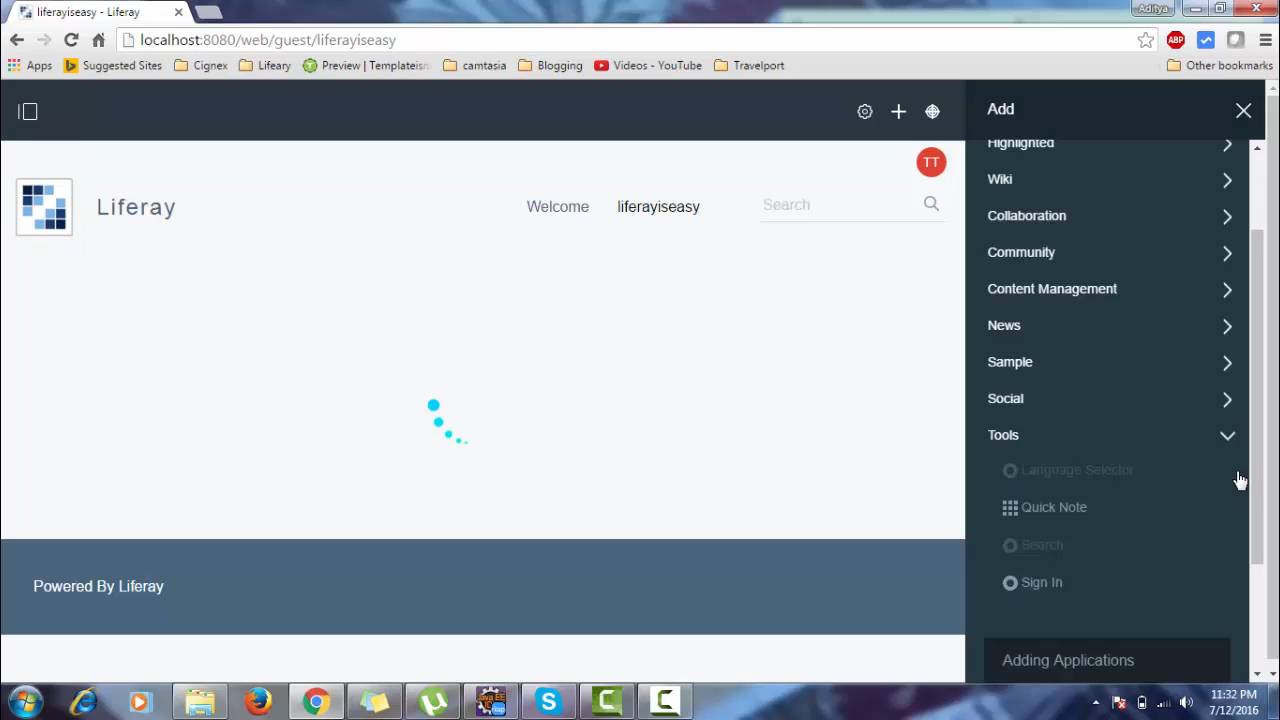 liferayiseasy - Liferay
Aditya
localhost:8080/web/guest/liferayiseasy
ABP
Apps
Suggested Sites
Cignex
Lifeary
Preview | Templateism
camtasia
Blogging
Videos - YouTube
Travelport
Other bookmarks
Add
TT
Liferay
Welcome
liferayiseasy
Search
Highlighted
Wiki
Collaboration
Community
Content Management
News
Sample
Social
Tools
Language Selector
Quick Note
Search
Sign In
Adding Applications
Powered By Liferay
11:32 PM
7/12/2016